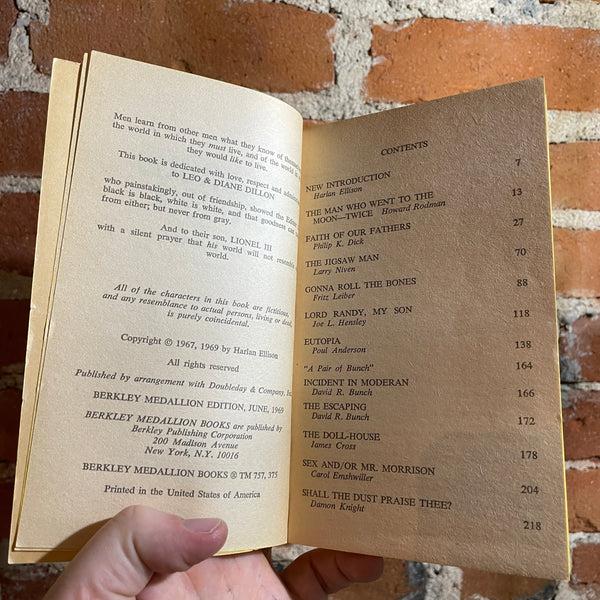 Men learn from other men what they know of themselves,
the world in which they must live, and of the world in
they would like to live.
This book is dedicated with love, respect and
to LEO & DIANE DILLON
who painstakingly, out of friendship, showed the
black is black, white is white, and that goodness can
from either; but never from gray.
And to their son, LIONEL III
with a silent prayer that his world will not
world.
All of the characters in this book are fictitious,
and any resemblance to actual persons, living or dead,
is purely coincidental.
Copyright © 1967, 1969 by Harlan Ellison
All rights reserved
Published by arrangement with Doubleday & Company, Inc.
BERKLEY MEDALLION EDITION, JUNE, 1969
BERKLEY MEDALLION BOOKS are published by
Berkley Publishing Corporation
200 Madison Avenue
New York, N.Y. 10016
BERKLEY MEDALLION BOOKS ® TM 757,375
Printed in the United States of America
CONTENTS
NEW INTRODUCTION 7
Harlan Ellison
THE MAN WHO WENT TO THE 13
MOON—TWICE Howard Rodman
FAITH OF OUR FATHERS 27
Philip K. Dick
THE JIGSAW MAN 70
Larry Niven
GONNA ROLL THE BONES 88
Fritz Leiber
LORD RANDY, MY SON 118
Joe L. Hensley
EUTOPIA 138
Poul Anderson
"A Pair of Bunch" 164
INCIDENT IN MODERAN 166
David R. Bunch
THE ESCAPING 172
David R. Bunch
THE DOLL-HOUSE 178
James Cross
SEX AND/OR MR. MORRISON 204
Carol Emshwiller
SHALL THE DUST PRAISE THEE? 218
Damon Knight